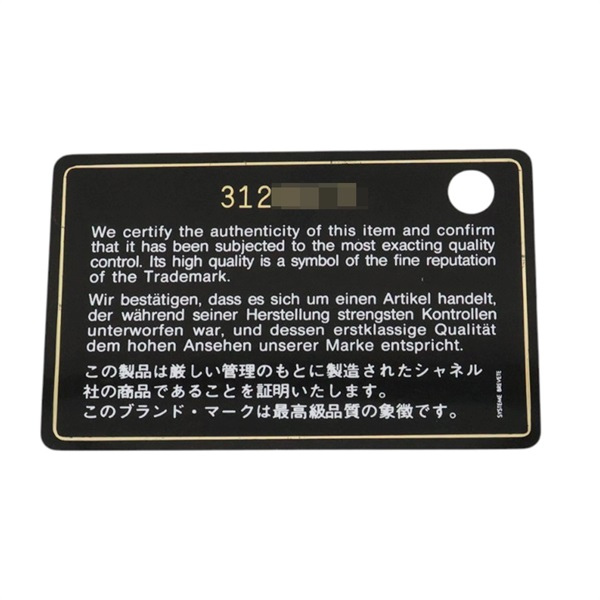 312
We certify the authenticity of this item and confirm
that it has been subjected to the most exacting quality
control. Its high quality is a symbol of the fine reputation
of the Trademark.
Wir bestätigen, dass es sich um einen Artikel handelt,
der während seiner Herstellung strengsten Kontrollen
unterworfen war, und dessen erstklassige Qualität
dem hohen Ansehen unserer Marke entspricht.
この製品は厳しい管理のもとに製造されたシャネル
社の商品であることを証明いたします。
このブランド・マークは最高級品質の象徴です。
SYSTEME BREVETE